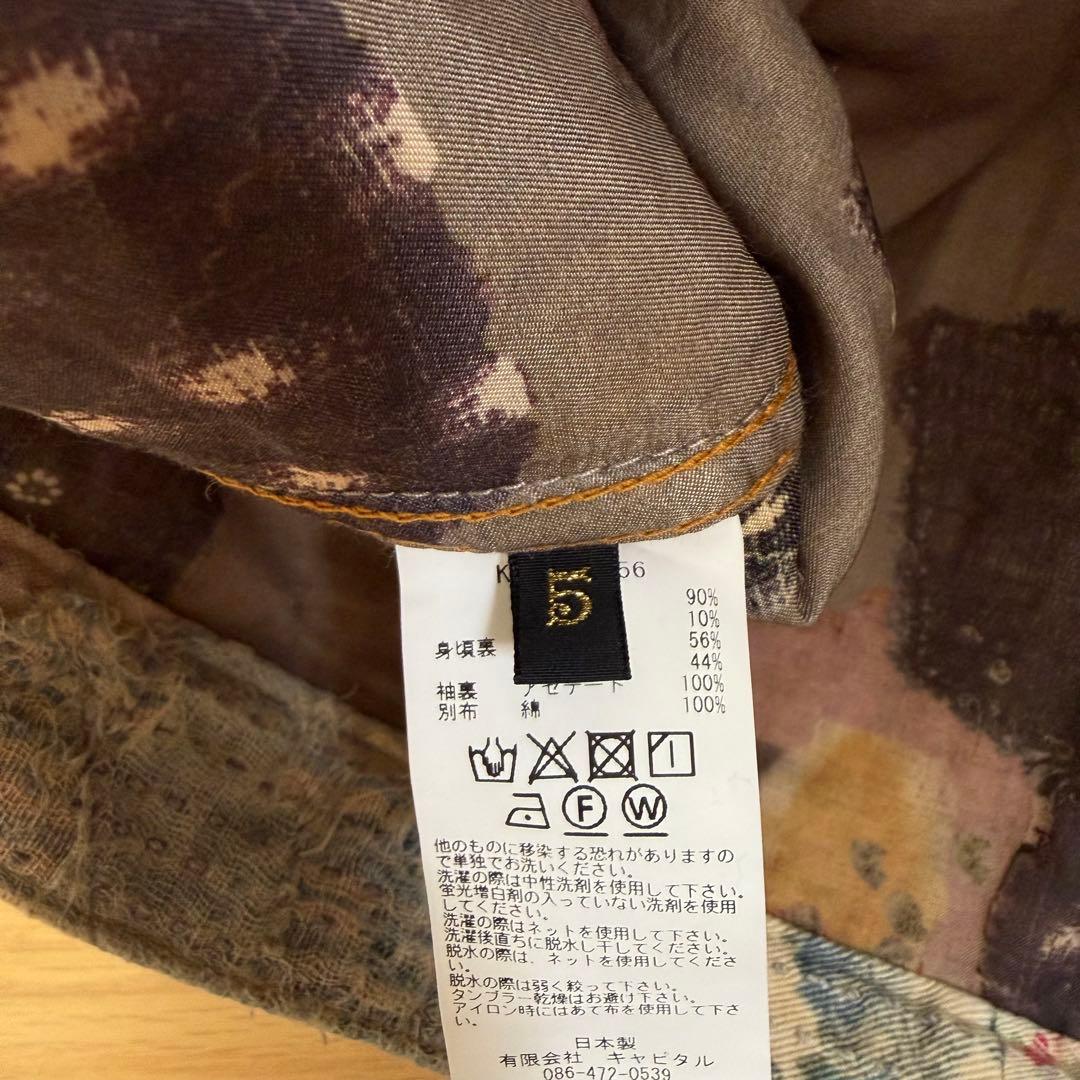 K
56
5
90%
10%
身頃裏 56%
44%
袖裏 アセテート 100%
別布 綿 100%
F W
他のものに移染する恐れがありますの
で単独でお洗いください。
洗濯の際は中性洗剤を使用して下さい。
蛍光増白剤の入っていない洗剤を使用
してください。
洗濯の際はネットを使用して下さい。
洗濯後直ちに脱水し干してください。
脱水の際は、ネットを使用してくださ
い。
脱水の際は弱く絞って下さい。
タンブラー乾燥はお避け下さい。
アイロン時にはあて布を使用して下さ
い。
日本製
有限会社 キャピタル
086-472-0539